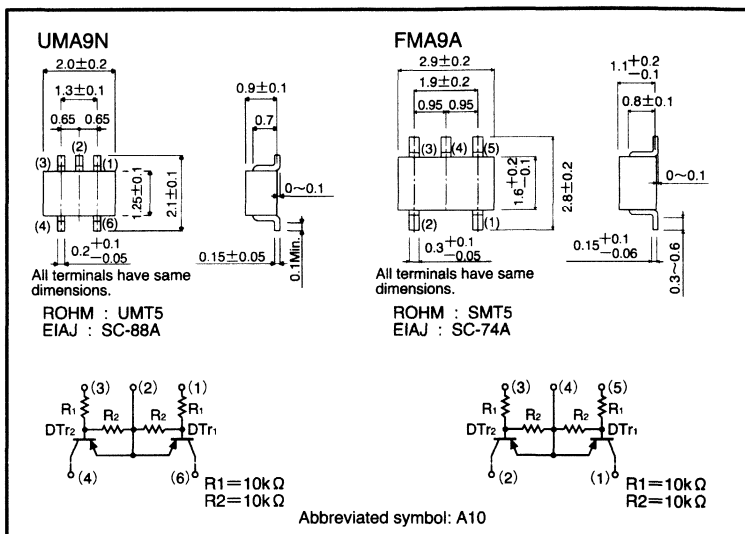 UMA9N
2.0±0.2
1.3±0.1
0.65 0.65
(2)
(3) (1)
(4) (6)
1.25±0.1
2.1±0.1
0.2+0.1
−0.05
All terminals have same
dimensions.
ROHM : UMT5
EIAJ : SC-88A
0.9±0.1
0.7
0~0.1
0.15±0.05
0.1Min.
FMA9A
2.9±0.2
1.9±0.2
0.95 0.95
(3) (4) (5)
(2) (1)
1.6+0.2
−0.1
2.8±0.2
0.3+0.1
−0.05
All terminals have same
dimensions.
ROHM : SMT5
EIAJ : SC-74A
1.1+0.2
−0.1
0.8±0.1
0~0.1
0.15+0.1
−0.06
0.3~0.6
(3) (2) (1)
R1 R2 R2 R1
DTr2 DTr1
(4) (6)
R1=10kΩ
R2=10kΩ
(3) (4) (5)
R1 R2 R2 R1
DTr2 DTr1
(2) (1)
R1=10kΩ
R2=10kΩ
Abbreviated symbol: A10